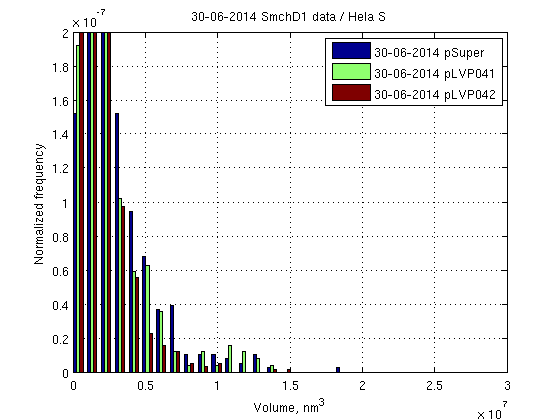 30-06-2014 SmchD1 data / Hela S
2 x 10^-7
1.8
1.6
1.4
1.2
1
0.8
0.6
0.4
0.2
0
Normalized frequency
30-06-2014 pSuper
30-06-2014 pLVP041
30-06-2014 pLVP042
0 0.5 1 1.5 2 2.5 3
x 10^7
Volume, nm^3